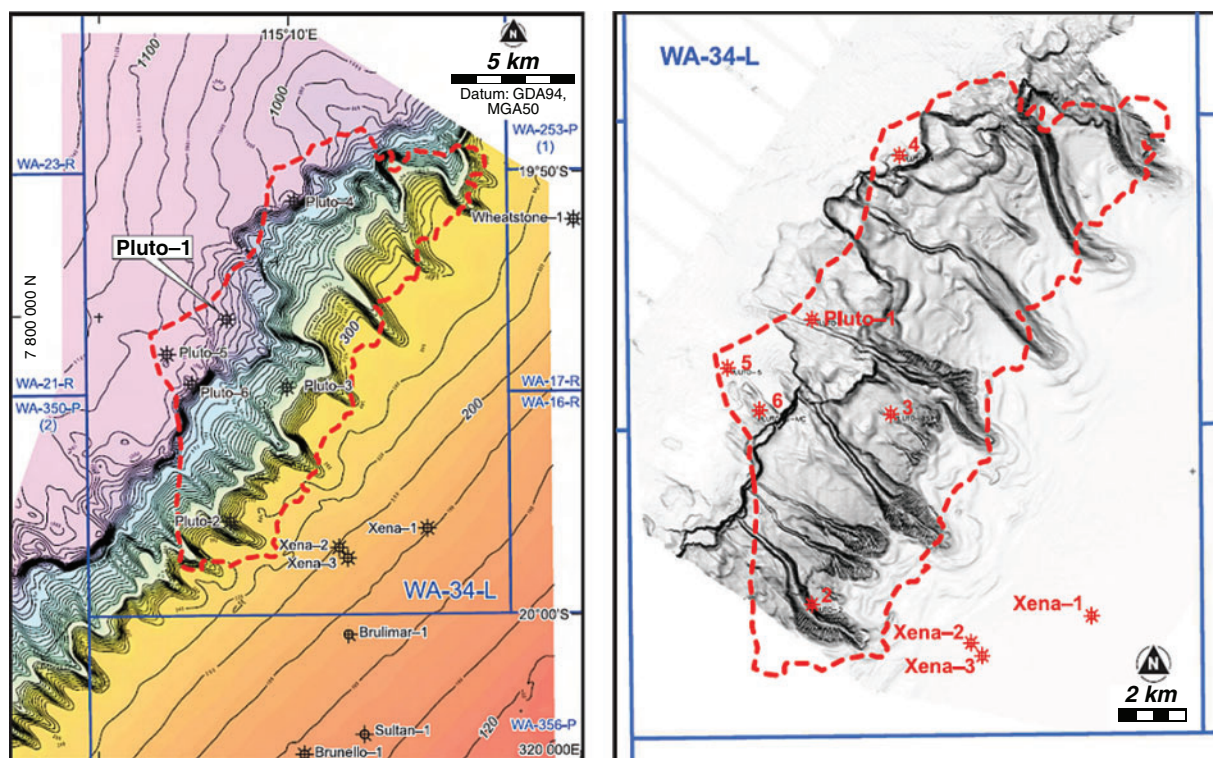 115°10'E
N
5 km
Datum: GDA94,
MGA50
1100
1000
WA-253-P
(1)
WA-23-R
19°50'S
Pluto–4
Wheatstone–1
Pluto–1
7 800 000 N
300
Pluto–5
WA-21-R
Pluto–6
Pluto–3
WA-17-R
WA-350-P
(2)
WA-16-R
200
Pluto–2
Xena–1
Xena–2
Xena–3
WA-34-L
20°00'S
Brulimar–1
Sultan–1
120
WA-356-P
Brunello–1
320 000E
WA-34-L
4
Pluto–1
5
6
3
2
Xena–1
Xena–2
Xena–3
N
2 km